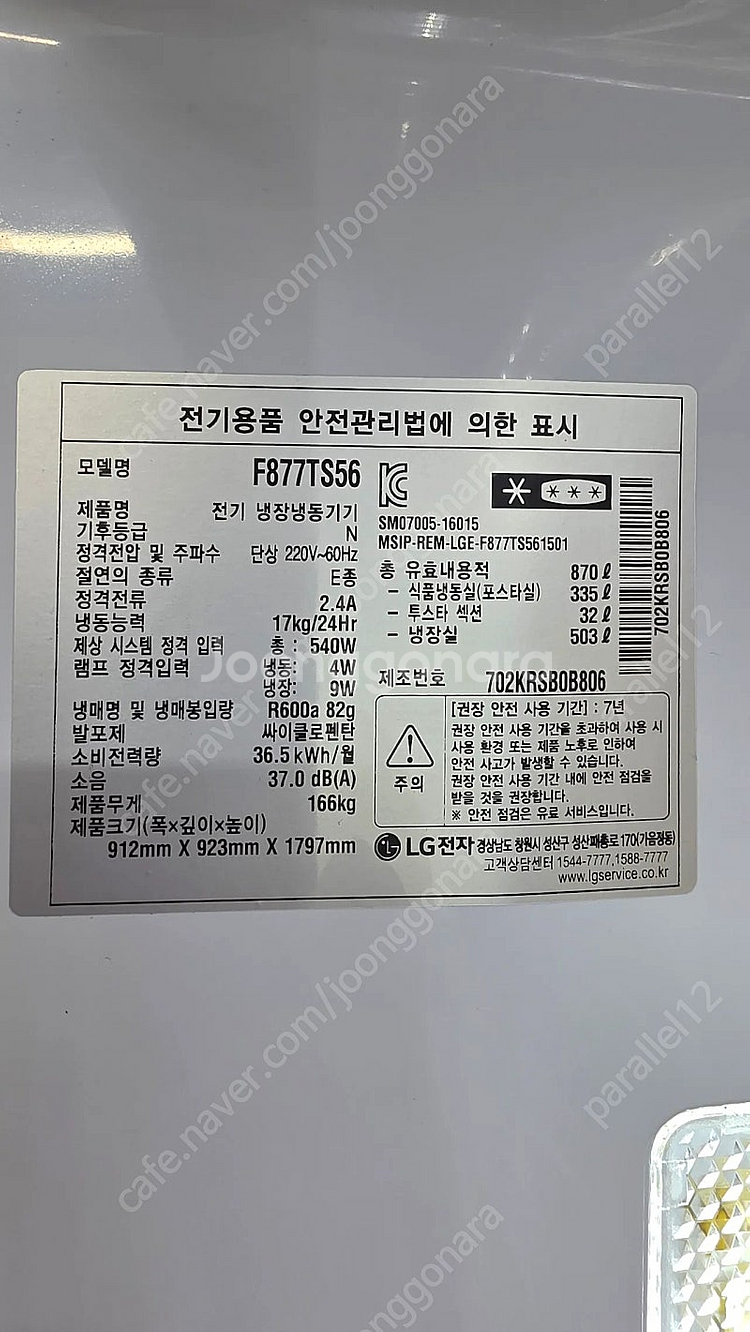 전기용품 안전관리법에 의한 표시
모델명 F877TS56
제품명 전기 냉장냉동기기
기후등급 N
정격전압 및 주파수 단상 220V~60Hz
절연의 종류 E종
정격전류 2.4A
냉동능력 17kg/24Hr
제상 시스템 정격 입력 총 : 540W
램프 정격입력 냉동: 4W
냉장: 9W
냉매명 및 냉매봉입량 R600a 82g
발포제 싸이클로펜탄
소비전력량 36.5kWh/월
소음 37.0 dB(A)
제품무게 166kg
제품크기(폭×깊이×높이)
912mm X 923mm X 1797mm
SM07005-16015
MSIP-REM-LGE-F877TS561501
총 유효내용적 870ℓ
- 식품냉동실(포스타실) 335ℓ
- 투스타 섹션 32ℓ
- 냉장실 503ℓ
제조번호 702KRSB0B806
702KRSB0B806
주의
[권장 안전 사용 기간] : 7년
권장 안전 사용 기간을 초과하여 사용 시
사용 환경 또는 제품 노후로 인하여
안전 사고가 발생할 수 있습니다.
권장 안전 사용 기간 내에 안전 점검을
받을 것을 권장합니다.
※ 안전 점검은 유료 서비스입니다.
LG전자 경상남도 창원시 성산구 성산패총로 170(가음정동)
고객상담센터 1544-7777,1588-7777
www.lgservice.co.kr
Joonggonara
cafe.naver.com/joonggonara
parallel12
cafe.naver.com/joonggonara
parallel12
cafe.naver.com/joonggonara
parallel12